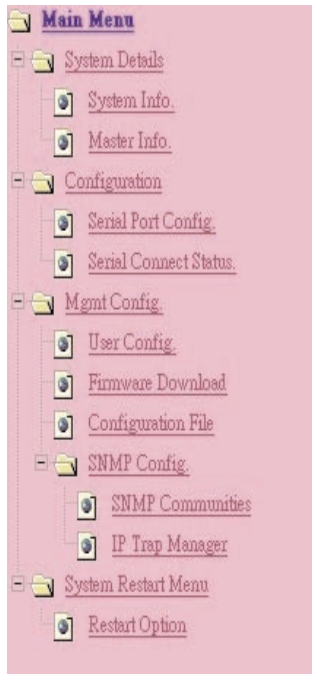 Main Menu
System Details
System Info.
Master Info.
Configuration
Serial Port Config.
Serial Connect Status.
Mgmt Config.
User Config.
Firmware Download
Configuration File
SNMP Config.
SNMP Communities
IP Trap Manager
System Restart Menu
Restart Option